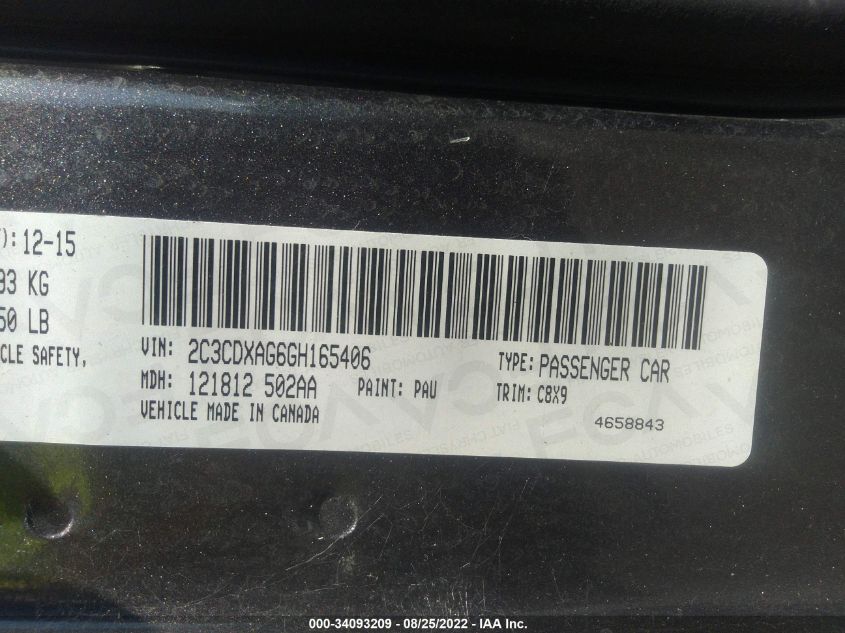 ): 12-15
93 KG
50 LB
CLE SAFETY,
VIN: 2C3CDXAG6GH165406
TYPE: PASSENGER CAR
MDH: 121812 502AA
PAINT: PAU
TRIM: C8X9
VEHICLE MADE IN CANADA
4658843
000-34093209 - 08/25/2022 - IAA Inc.